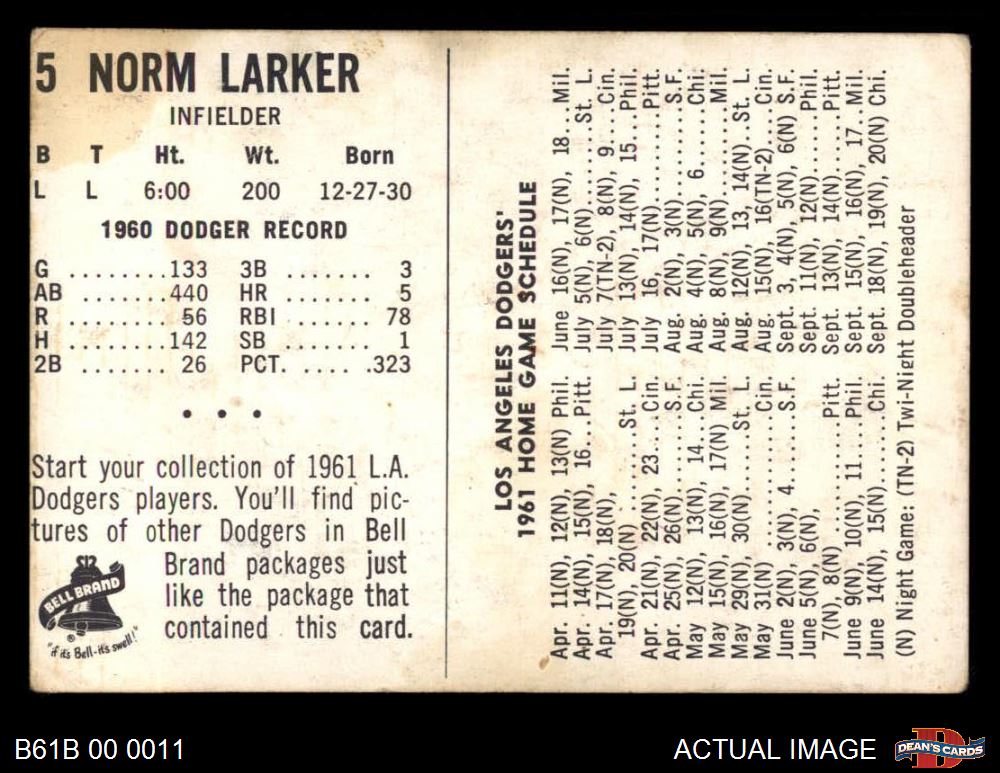 5 NORM LARKER
INFIELDER
B T Ht. Wt. Born
L L 6:00 200 12-27-30
1960 DODGER RECORD
G ........133 3B ....... 3
AB ........440 HR ....... 5
R ........ 56 RBI ...... 78
H ........142 SB ....... 1
2B ....... 26 PCT. .... .323
• • •
Start your collection of 1961 L.A.
Dodgers players. You'll find pic-
tures of other Dodgers in Bell
Brand packages just
like the package that
contained this card.
BELL BRAND
®
"if it's Bell-it's swell!"
LOS ANGELES DODGERS'
1961 HOME GAME SCHEDULE
Apr. 11(N), 12(N), 13(N) Phil.
Apr. 14(N), 15(N), 16...Pitt.
Apr. 17(N), 18(N),
19(N), 20(N)........St. L.
Apr. 21(N), 22(N), 23....Cin.
Apr. 25(N), 26(N)........S.F.
May 12(N), 13(N), 14...Chi.
May 15(N), 16(N), 17(N) Mil.
May 29(N), 30(N).....St. L.
May 31(N) ............Cin.
June 2(N), 3(N), 4......S.F.
June 5(N), 6(N),
7(N), 8(N) ..........Pitt.
June 9(N), 10(N), 11....Phil.
June 14(N), 15(N)......Chi.
June 16(N), 17(N), 18...Mil.
July 5(N), 6(N)......St. L.
July 7(TN-2), 8(N), 9....Cin.
July 13(N), 14(N), 15...Phil.
July 16, 17(N)........Pitt.
Aug. 2(N), 3(N)........S.F.
Aug. 4(N), 5(N), 6......Chi.
Aug. 8(N), 9(N)........Mil.
Aug. 12(N), 13, 14(N)..St. L.
Aug. 15(N), 16(TN-2)...Cin.
Sept. 3, 4(N), 5(N), 6(N) S.F.
Sept. 11(N), 12(N).....Phil.
Sept. 13(N), 14(N).....Pitt.
Sept. 15(N), 16(N), 17..Mil.
Sept. 18(N), 19(N), 20(N) Chi.
(N) Night Game: (TN-2) Twi-Night Doubleheader
B61B 00 0011
ACTUAL IMAGE
DEAN'S CARDS